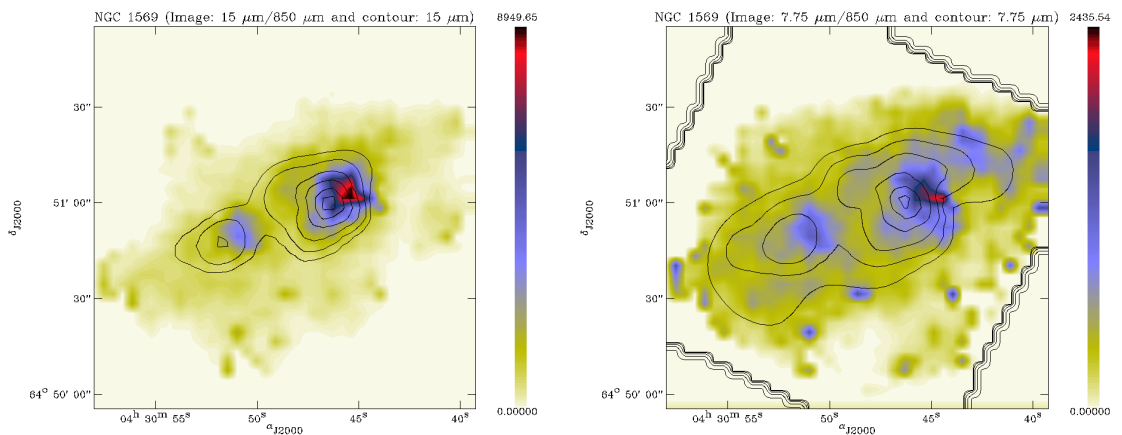 NGC 1569 (Image: 15 μm/850 μm and contour: 15 μm)
8949.65
30"
51' 00"
30"
64° 50' 00"
δJ2000
04h 30m 55s
50s
45s
40s
αJ2000
0.00000
NGC 1569 (Image: 7.75 μm/850 μm and contour: 7.75 μm)
2435.54
30"
51' 00"
30"
64° 50' 00"
δJ2000
04h 30m 55s
50s
45s
40s
αJ2000
0.00000